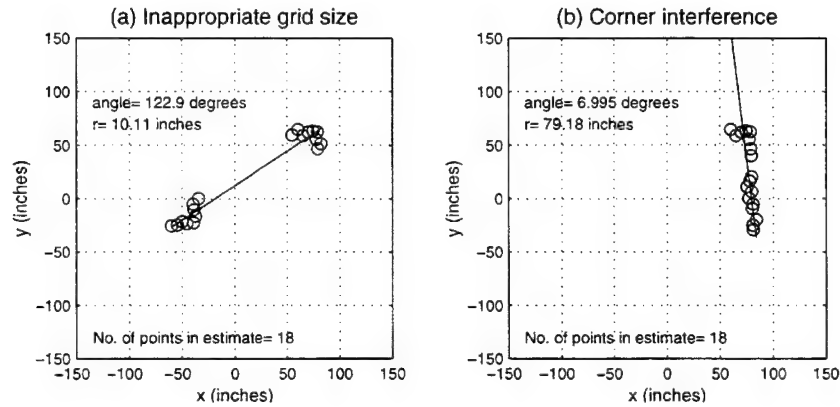 (a) Inappropriate grid size
150
100
50
0
-50
-100
-150
y (inches)
angle= 122.9 degrees
r= 10.11 inches
No. of points in estimate= 18
-150 -100 -50 0 50 100 150
x (inches)
(b) Corner interference
150
100
50
0
-50
-100
-150
y (inches)
angle= 6.995 degrees
r= 79.18 inches
No. of points in estimate= 18
-150 -100 -50 0 50 100 150
x (inches)